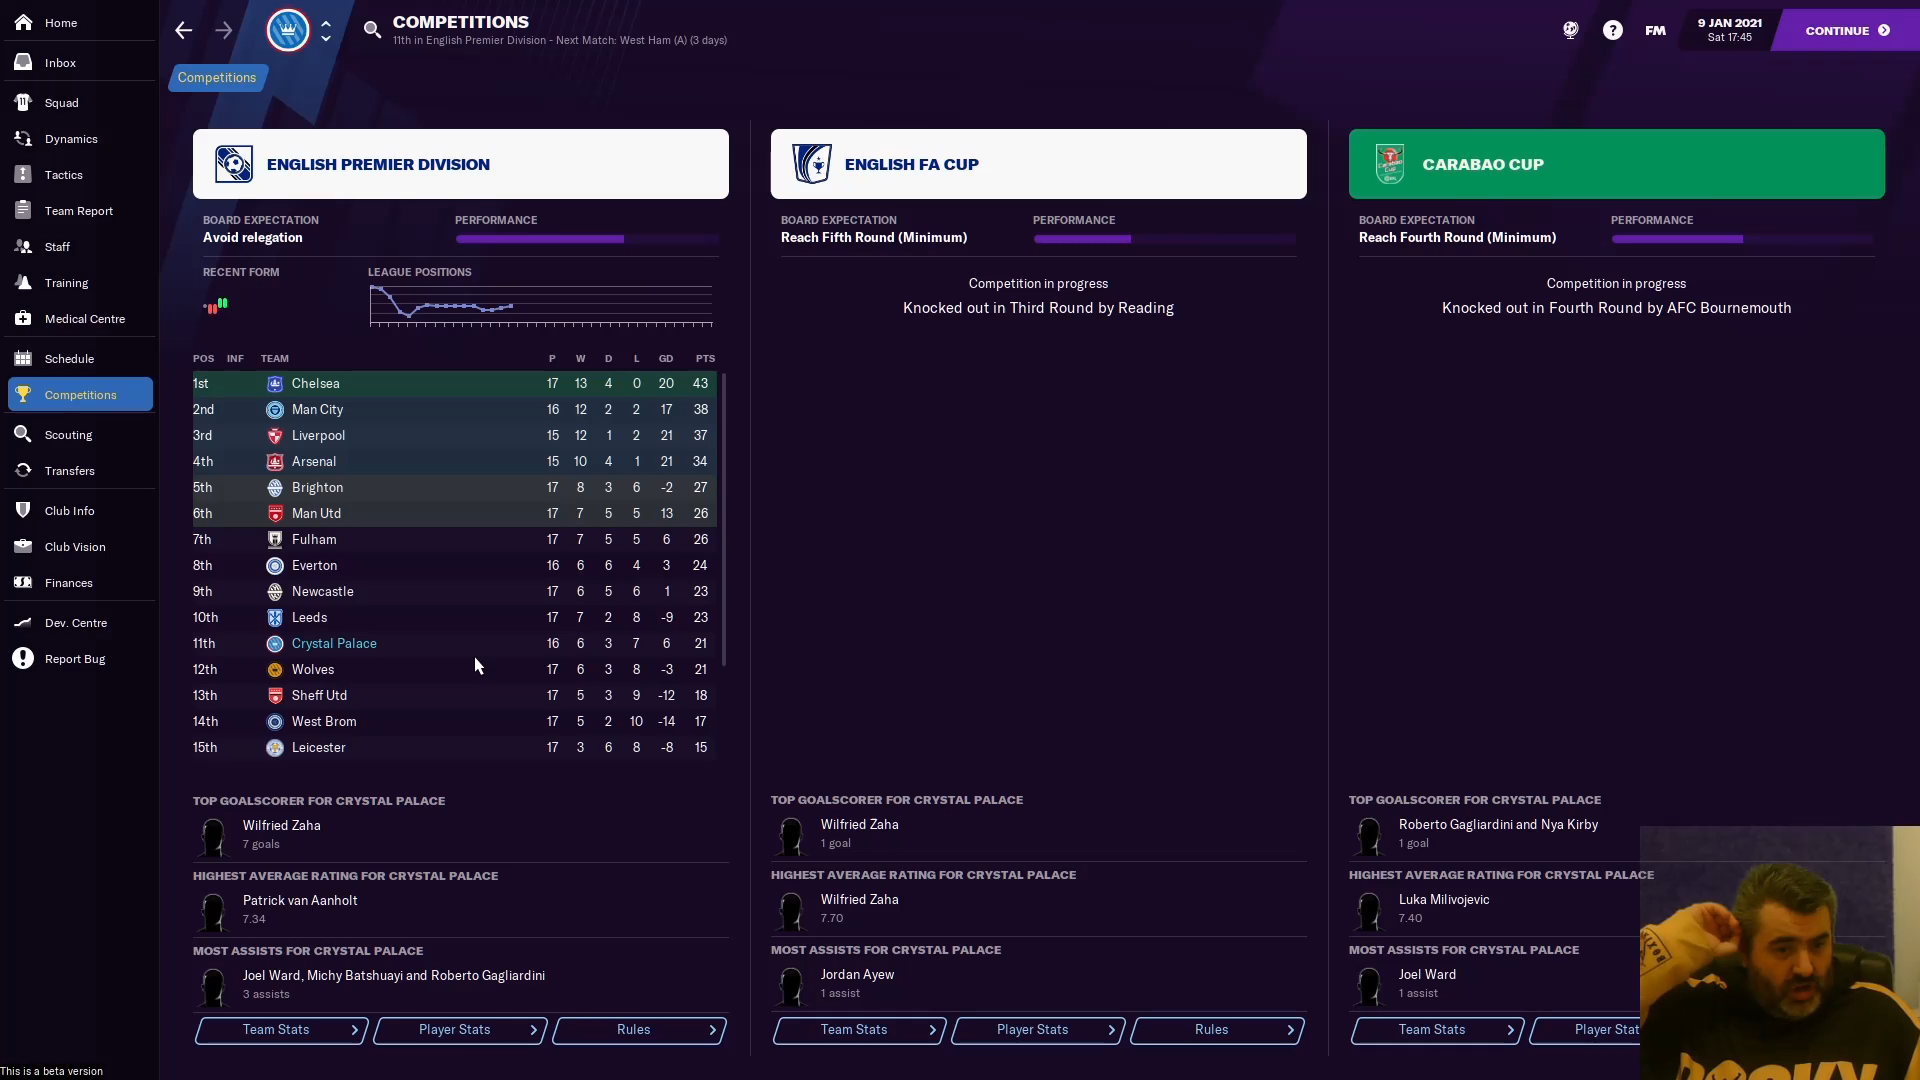 Home
Inbox
Squad
Dynamics
Tactics
Team Report
Staff
Training
Medical Centre
Schedule
Competitions
Scouting
Transfers
Club Info
Club Vision
Finances
Dev. Centre
Report Bug
This is a beta version
COMPETITIONS
11th in English Premier Division - Next Match: West Ham (A) (3 days)
FM
9 JAN 2021
Sat 17:45
CONTINUE
Competitions
ENGLISH PREMIER DIVISION
BOARD EXPECTATION PERFORMANCE
Avoid relegation
RECENT FORM LEAGUE POSITIONS
POS INF TEAM P W D L GD PTS
1st Chelsea 17 13 4 0 20 43
2nd Man City 16 12 2 2 17 38
3rd Liverpool 15 12 1 2 21 37
4th Arsenal 15 10 4 1 21 34
5th Brighton 17 8 3 6 -2 27
6th Man Utd 17 7 5 5 13 26
7th Fulham 17 7 5 5 6 26
8th Everton 16 6 6 4 3 24
9th Newcastle 17 6 5 6 1 23
10th Leeds 17 7 2 8 -9 23
11th Crystal Palace 16 6 3 7 6 21
12th Wolves 17 6 3 8 -3 21
13th Sheff Utd 17 5 3 9 -12 18
14th West Brom 17 5 2 10 -14 17
15th Leicester 17 3 6 8 -8 15
TOP GOALSCORER FOR CRYSTAL PALACE
Wilfried Zaha
7 goals
HIGHEST AVERAGE RATING FOR CRYSTAL PALACE
Patrick van Aanholt
7.34
MOST ASSISTS FOR CRYSTAL PALACE
Joel Ward, Michy Batshuayi and Roberto Gagliardini
3 assists
Team Stats Player Stats Rules
ENGLISH FA CUP
BOARD EXPECTATION PERFORMANCE
Reach Fifth Round (Minimum)
Competition in progress
Knocked out in Third Round by Reading
TOP GOALSCORER FOR CRYSTAL PALACE
Wilfried Zaha
1 goal
HIGHEST AVERAGE RATING FOR CRYSTAL PALACE
Wilfried Zaha
7.70
MOST ASSISTS FOR CRYSTAL PALACE
Jordan Ayew
1 assist
Team Stats Player Stats Rules
CARABAO CUP
BOARD EXPECTATION PERFORMANCE
Reach Fourth Round (Minimum)
Competition in progress
Knocked out in Fourth Round by AFC Bournemouth
TOP GOALSCORER FOR CRYSTAL PALACE
Roberto Gagliardini and Nya Kirby
1 goal
HIGHEST AVERAGE RATING FOR CRYSTAL PALACE
Luka Milivojevic
7.40
MOST ASSISTS FOR CRYSTAL PALACE
Joel Ward
1 assist
Team Stats Player Stat